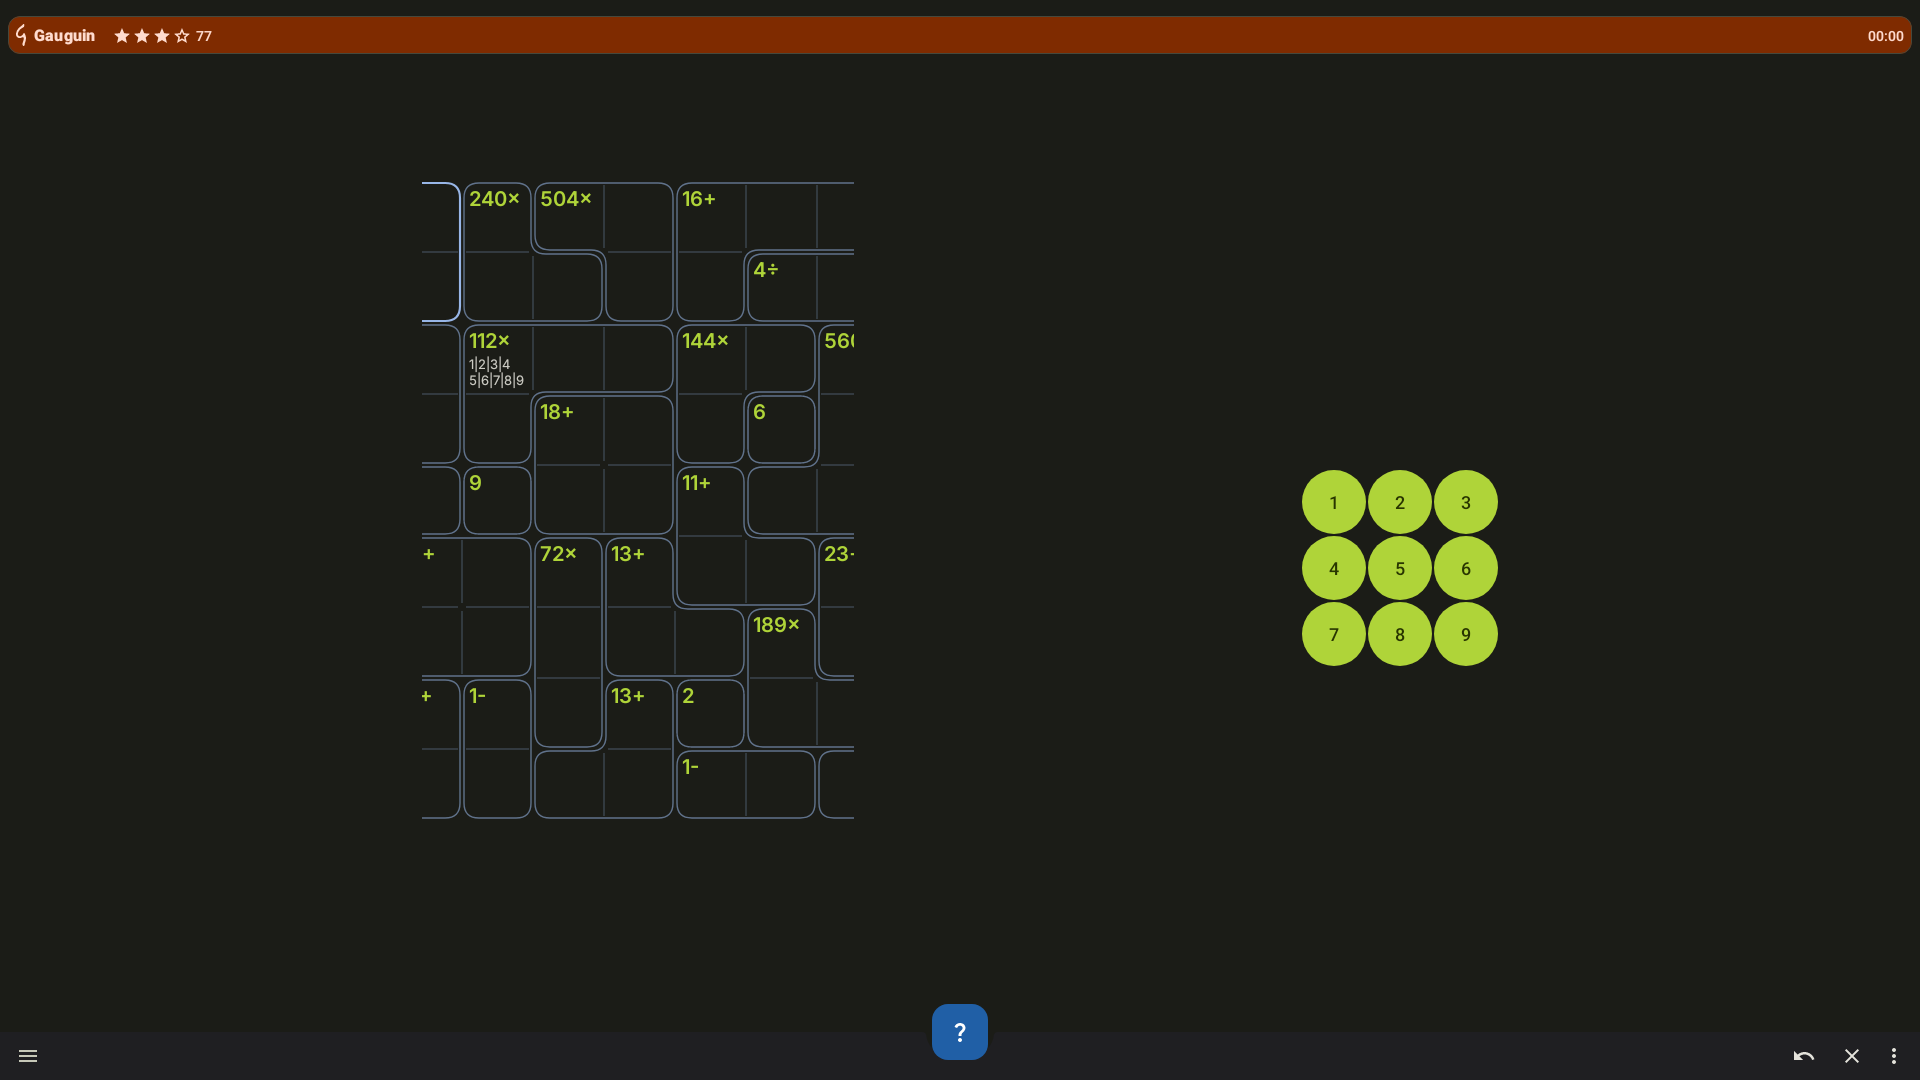 Gauguin 77 00:00
240× 504× 16+
4÷
112× 144× 560
1|2|3|4
5|6|7|8|9
18+ 6
9 11+
+ 72× 13+ 23-
189×
+ 1- 13+ 2
1-
1 2 3
4 5 6
7 8 9
?